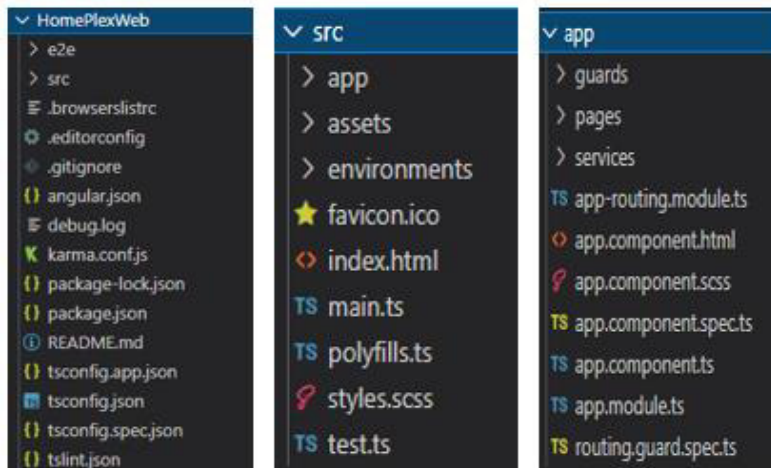 HomePlexWeb
e2e
src
.browserslistrc
.editorconfig
.gitignore
angular.json
debug.log
karma.conf.js
package-lock.json
package.json
README.md
tsconfig.app.json
tsconfig.json
tsconfig.spec.json
tslint.json
src
app
assets
environments
favicon.ico
index.html
TS main.ts
TS polyfills.ts
styles.scss
TS test.ts
app
guards
pages
services
TS app-routing.module.ts
app.component.html
app.component.scss
TS app.component.spec.ts
TS app.component.ts
TS app.module.ts
TS routing.guard.spec.ts